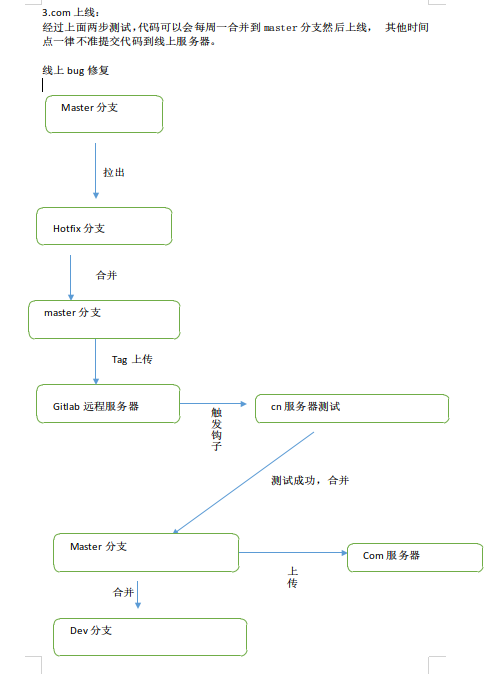 3.com 上线：
经过上面两步测试，代码可以会每周一合并到 master 分支然后上线， 其他时间
点一律不准提交代码到线上服务器。
线上 bug 修复
Master 分支
拉出
Hotfix 分支
合并
master 分支
Tag 上传
Gitlab 远程服务器
触发钩子
cn 服务器测试
测试成功，合并
Master 分支
上传
Com 服务器
合并
Dev 分支